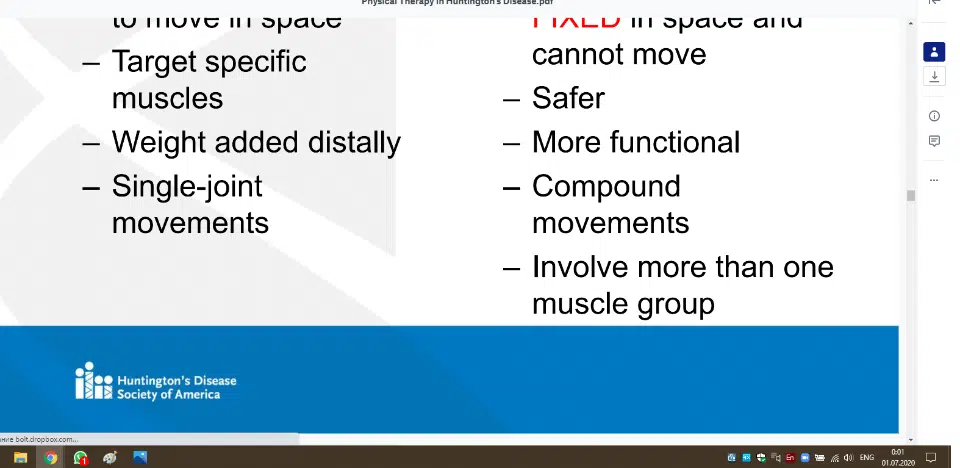 Physical Therapy in Huntington's Disease.pdf
to move in space
– Target specific
muscles
– Weight added distally
– Single-joint
movements
FIXED in space and
cannot move
– Safer
– More functional
– Compound
movements
– Involve more than one
muscle group
Huntington's Disease
Society of America
ние bolt.dropbox.com...
ENG
0:01
01.07.2020